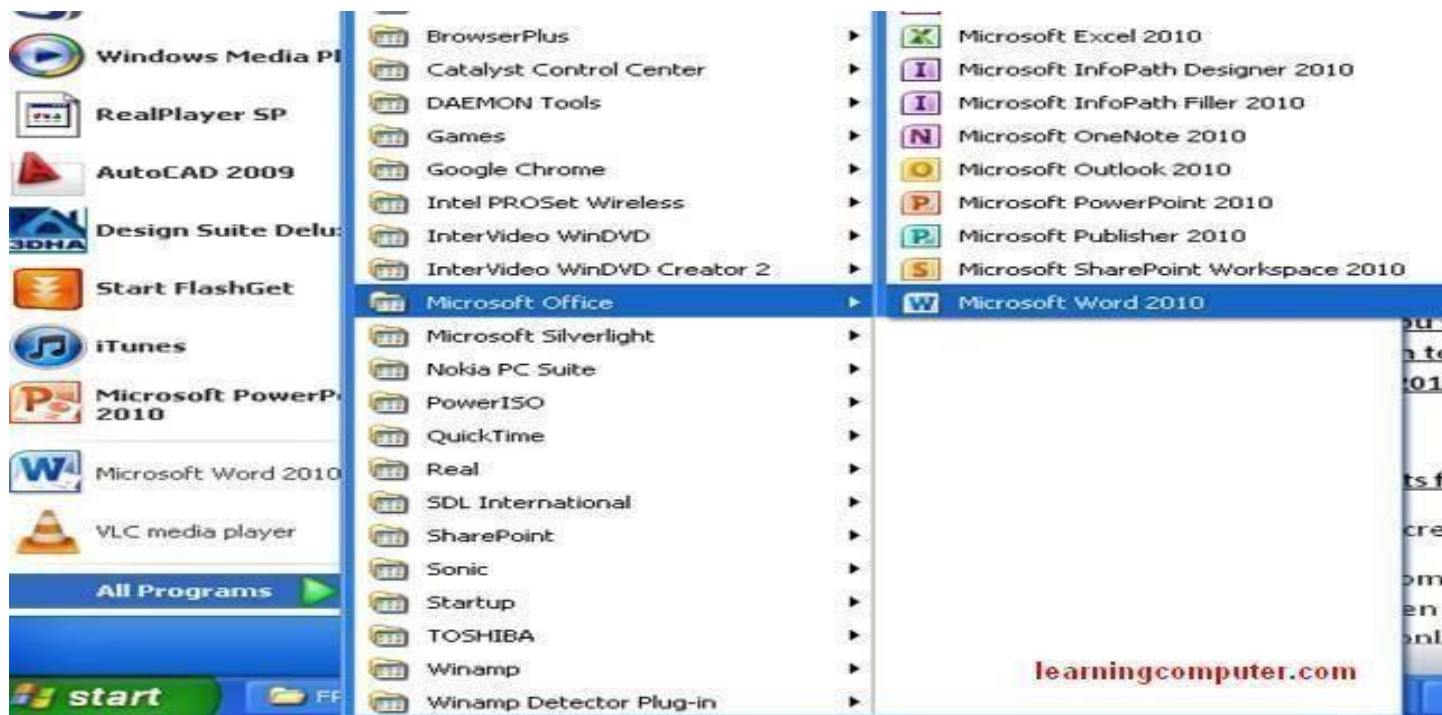 Windows Media Pl
RealPlayer SP
AutoCAD 2009
3DHA
Design Suite Delu
Start FlashGet
iTunes
Microsoft PowerP
2010
Microsoft Word 2010
VLC media player
All Programs
start
BrowserPlus
Catalyst Control Center
DAEMON Tools
Games
Google Chrome
Intel PROSet Wireless
InterVideo WinDVD
InterVideo WinDVD Creator 2
Microsoft Office
Microsoft Silverlight
Nokia PC Suite
PowerISO
QuickTime
Real
SDL International
SharePoint
Sonic
Startup
TOSHIBA
Winamp
Winamp Detector Plug-in
Microsoft Excel 2010
Microsoft InfoPath Designer 2010
Microsoft InfoPath Filler 2010
Microsoft OneNote 2010
Microsoft Outlook 2010
Microsoft PowerPoint 2010
Microsoft Publisher 2010
Microsoft SharePoint Workspace 2010
Microsoft Word 2010
learningcomputer.com